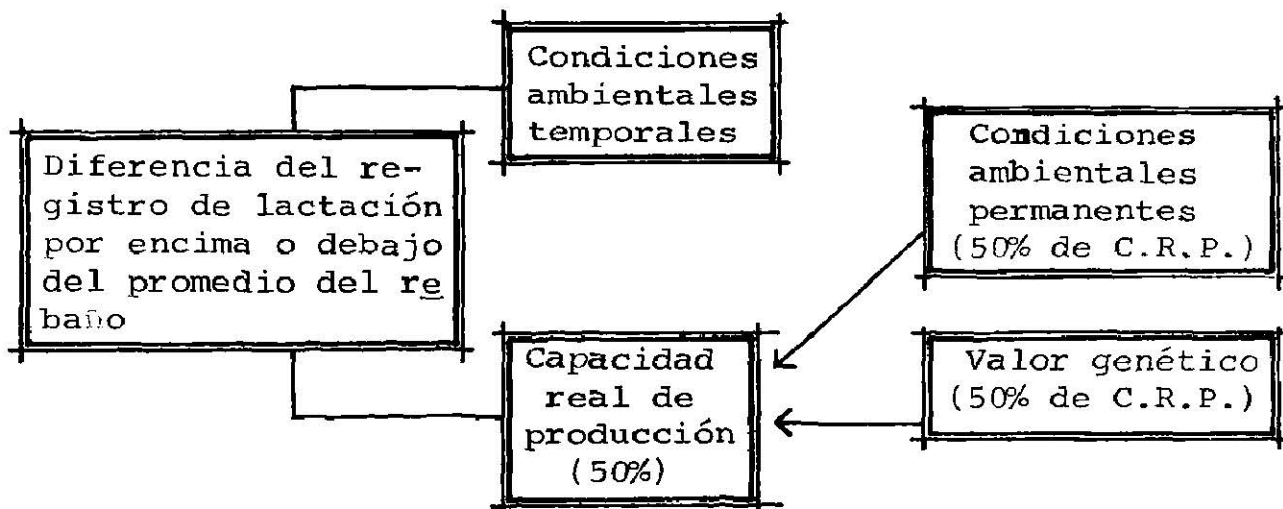 Condiciones
ambientales
temporales
Diferencia del re-
gistro de lactación
por encima o debajo
del promedio del re
baño
Capacidad
real de
producción
(50%)
Condiciones
ambientales
permanentes
(50% de C.R.P.)
Valor genético
(50% de C.R.P.)